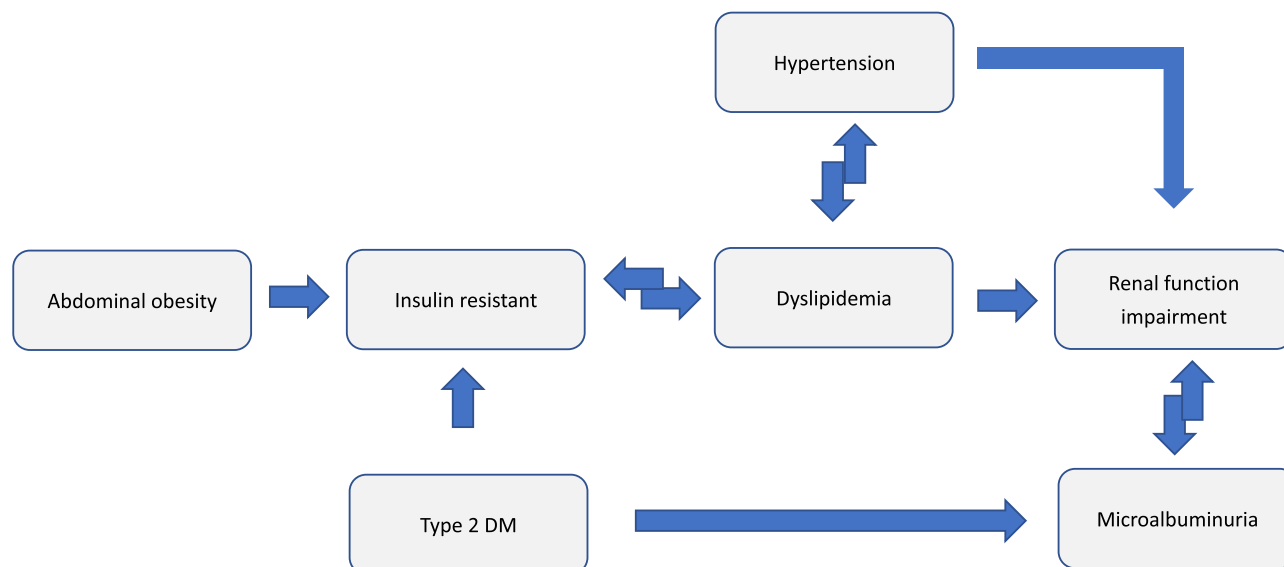 Hypertension
Abdominal obesity
Insulin resistant
Dyslipidemia
Renal function
impairment
Type 2 DM
Microalbuminuria